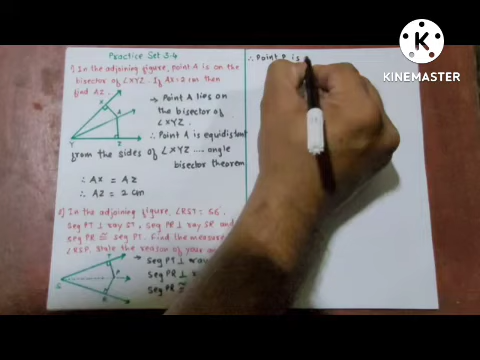 Practice Set 3.4
1) In the adjoining figure, point A is on the
bisector of ∠XYZ. If AX = 2 cm then
find AZ.
→ Point A lies on
the bisector of
∠XYZ.
∴ Point A is equidistant
from the sides of ∠XYZ .... angle
bisector theorem
∴ AX = AZ
∴ AZ = 2 cm
2) In the adjoining figure, ∠RST = 56°
seg PT ⊥ ray ST, seg PR ⊥ ray SR and
seg PR ≅ seg PT. Find the measure
∠RSP. State the reason of your
→ seg PT ⊥
seg PR ⊥
seg PR ≅
X
A
Y
Z
T
S
P
R
∴ Point P is
KINEMASTER